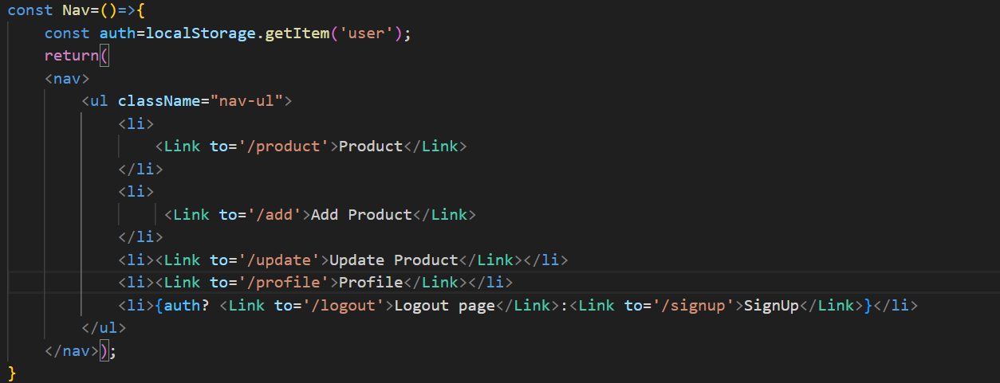 const Nav=()=>{
    const auth=localStorage.getItem('user');
    return(
    <nav>
        <ul className="nav-ul">
            <li>
                <Link to='/product'>Product</Link>
            </li>
            <li>
                 <Link to='/add'>Add Product</Link>
            </li>
            <li><Link to='/update'>Update Product</Link></li>
            <li><Link to='/profile'>Profile</Link></li>
            <li>{auth? <Link to='/logout'>Logout page</Link>:<Link to='/signup'>SignUp</Link>}</li>
        </ul>
    </nav>);
}